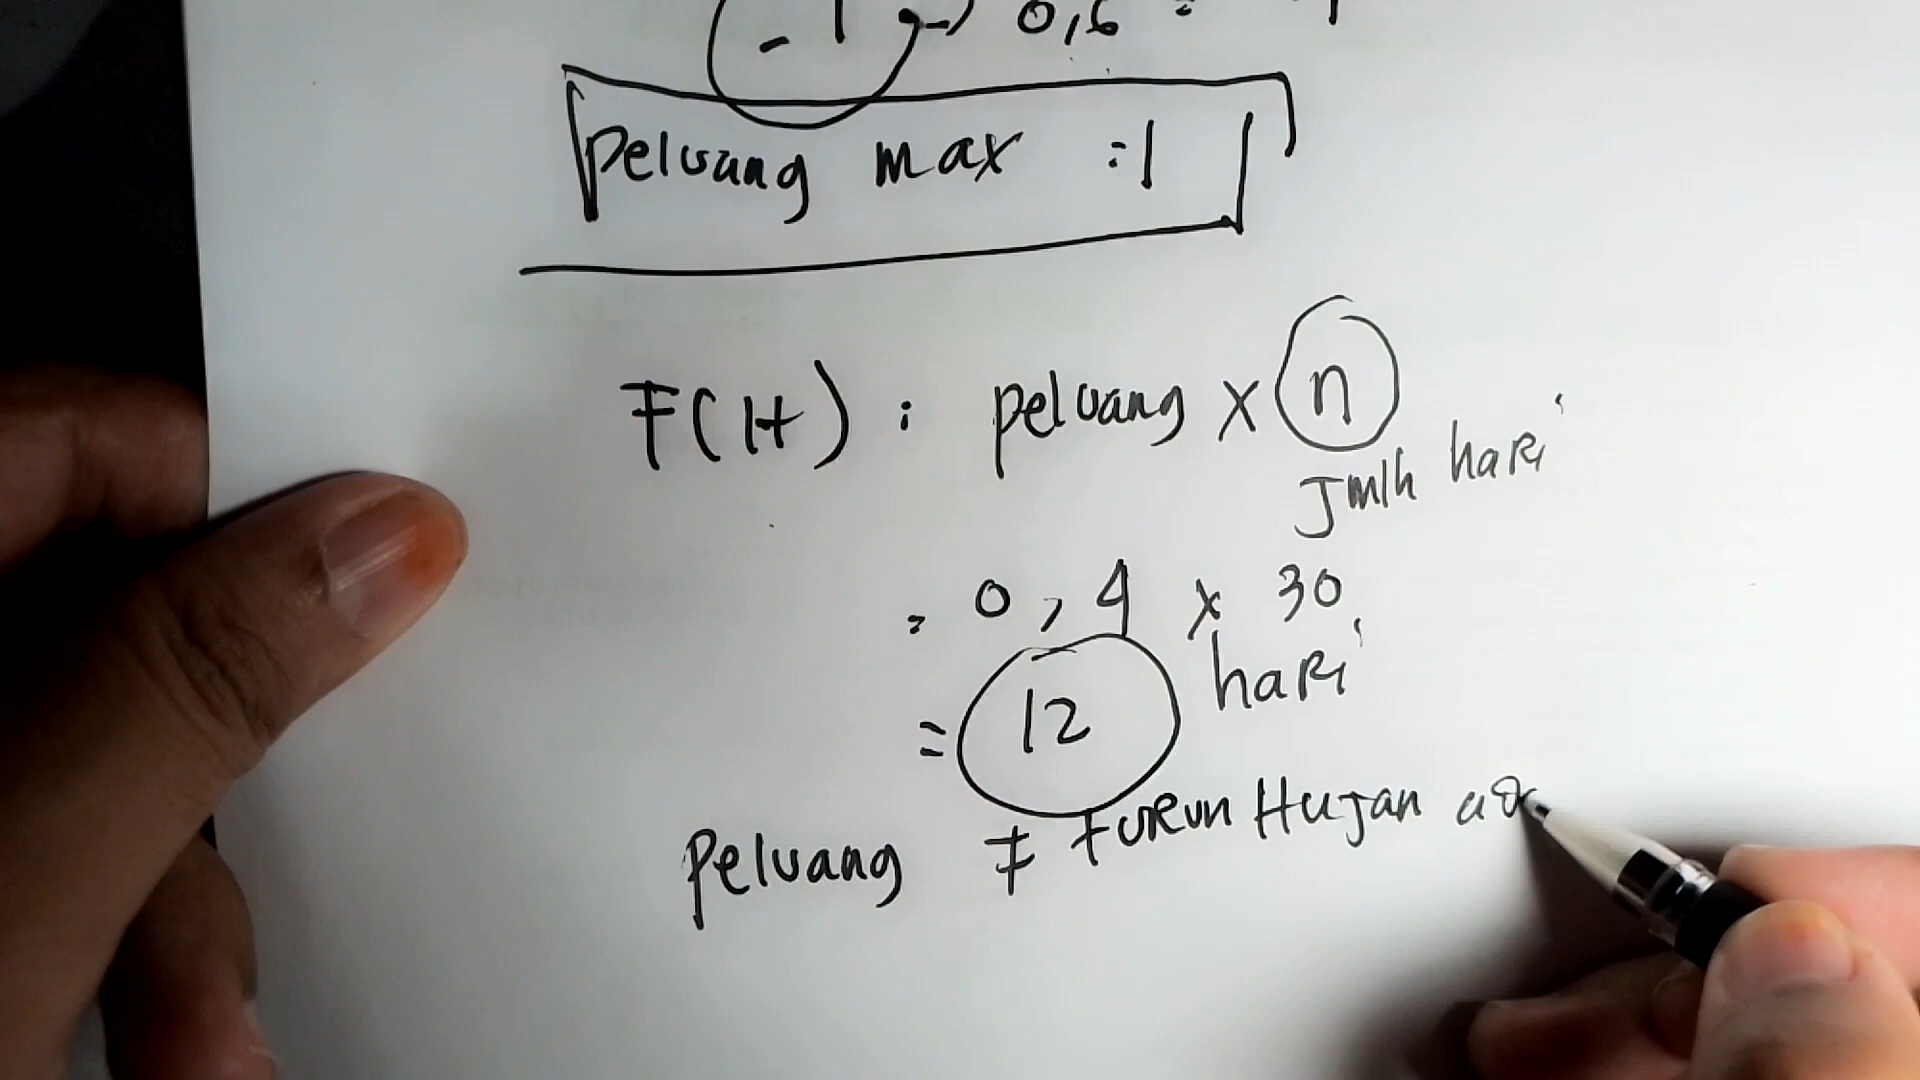 0,6
Peluang max :1
F(H) : peluang x n
Jmlh hari
= 0,4 x 30
hari
= 12
Peluang F turun Hujan